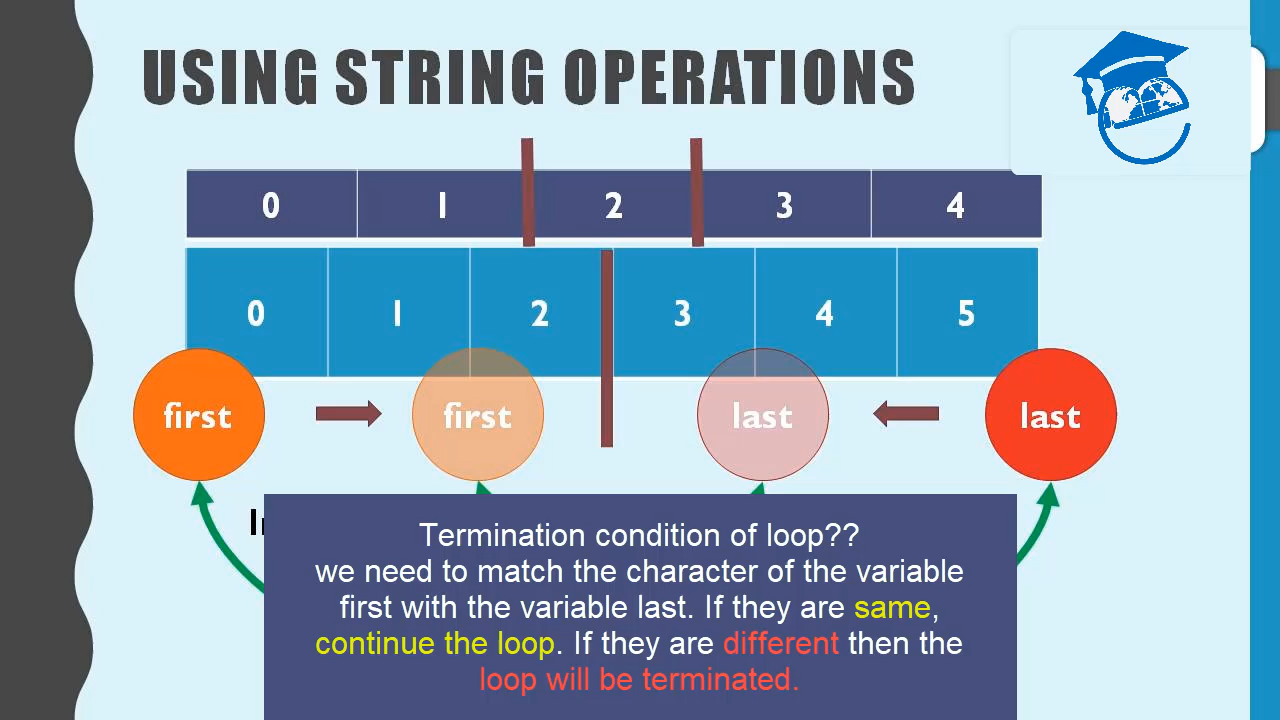 USING STRING OPERATIONS
0 1 2 3 4
0 1 2 3 4 5
first first last last
Termination condition of loop??
we need to match the character of the variable
first with the variable last. If they are same,
continue the loop. If they are different then the
loop will be terminated.